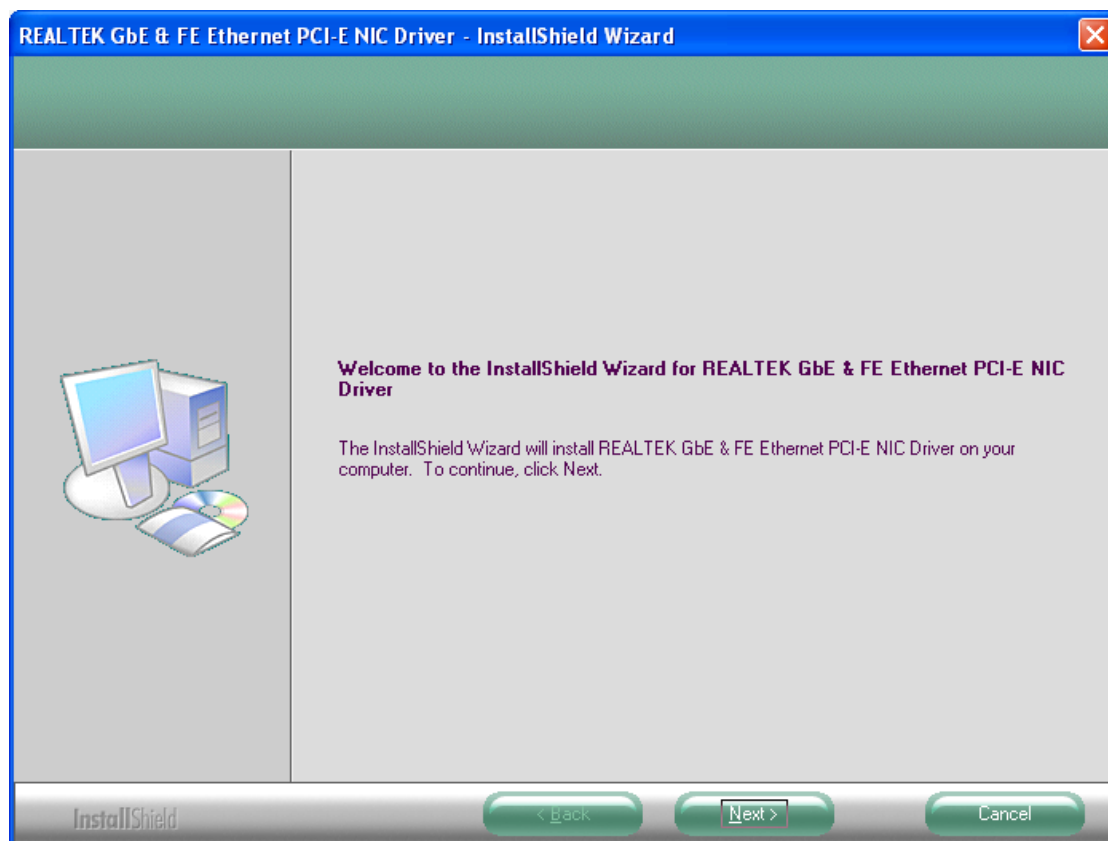 REALTEK GbE & FE Ethernet PCI-E NIC Driver - InstallShield Wizard
Welcome to the InstallShield Wizard for REALTEK GbE & FE Ethernet PCI-E NIC
Driver
The InstallShield Wizard will install REALTEK GbE & FE Ethernet PCI-E NIC Driver on your
computer. To continue, click Next.
InstallShield
< Back
Next >
Cancel